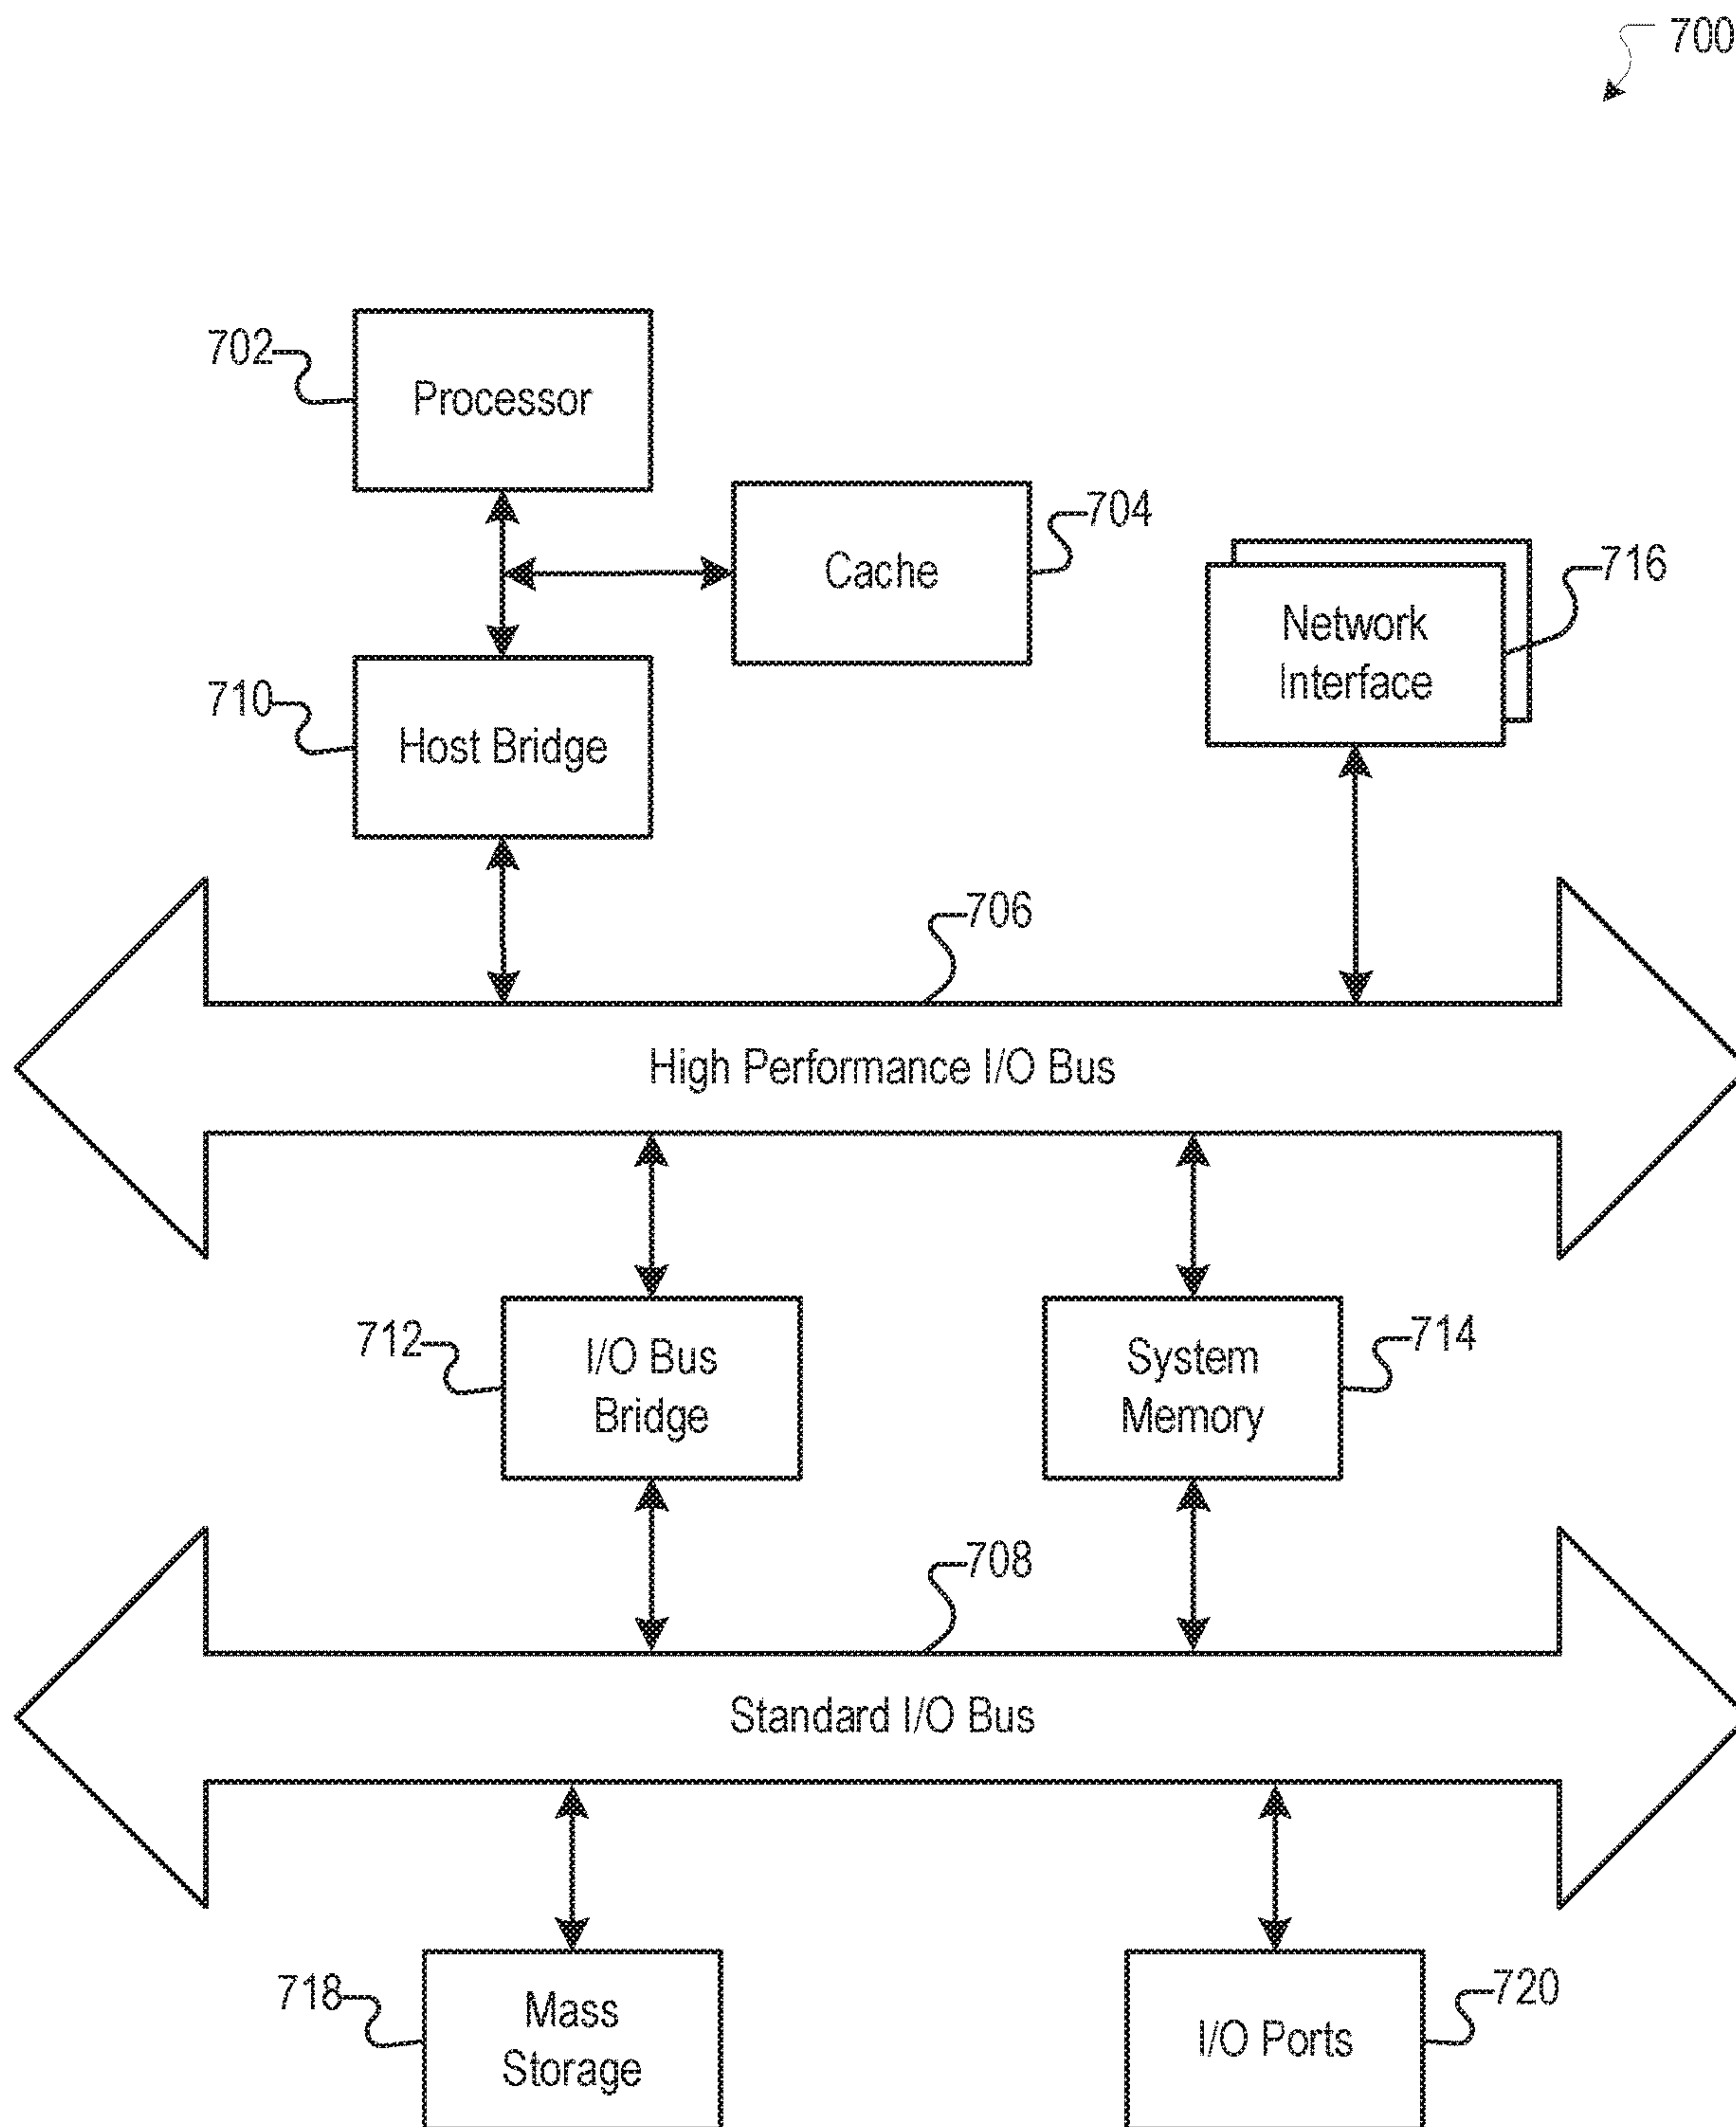 700
702
Processor
704
Cache
716
Network
Interface
710
Host Bridge
706
High Performance I/O Bus
712
I/O Bus
Bridge
714
System
Memory
708
Standard I/O Bus
718
Mass
Storage
720
I/O Ports